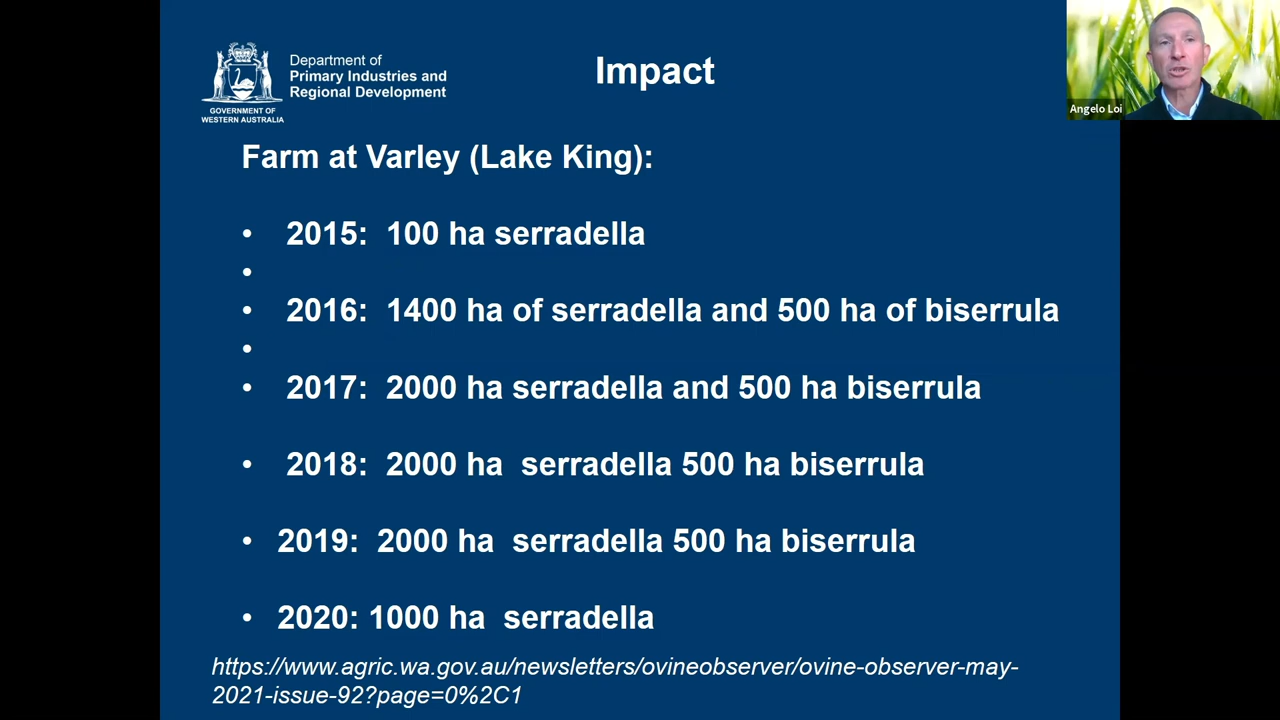 Department of
Primary Industries and
Regional Development
GOVERNMENT OF
WESTERN AUSTRALIA
Impact
Angelo Loi
Farm at Varley (Lake King):
• 2015: 100 ha serradella
•
• 2016: 1400 ha of serradella and 500 ha of biserrula
•
• 2017: 2000 ha serradella and 500 ha biserrula
• 2018: 2000 ha serradella 500 ha biserrula
• 2019: 2000 ha serradella 500 ha biserrula
• 2020: 1000 ha serradella
https://www.agric.wa.gov.au/newsletters/ovineobserver/ovine-observer-may-
2021-issue-92?page=0%2C1